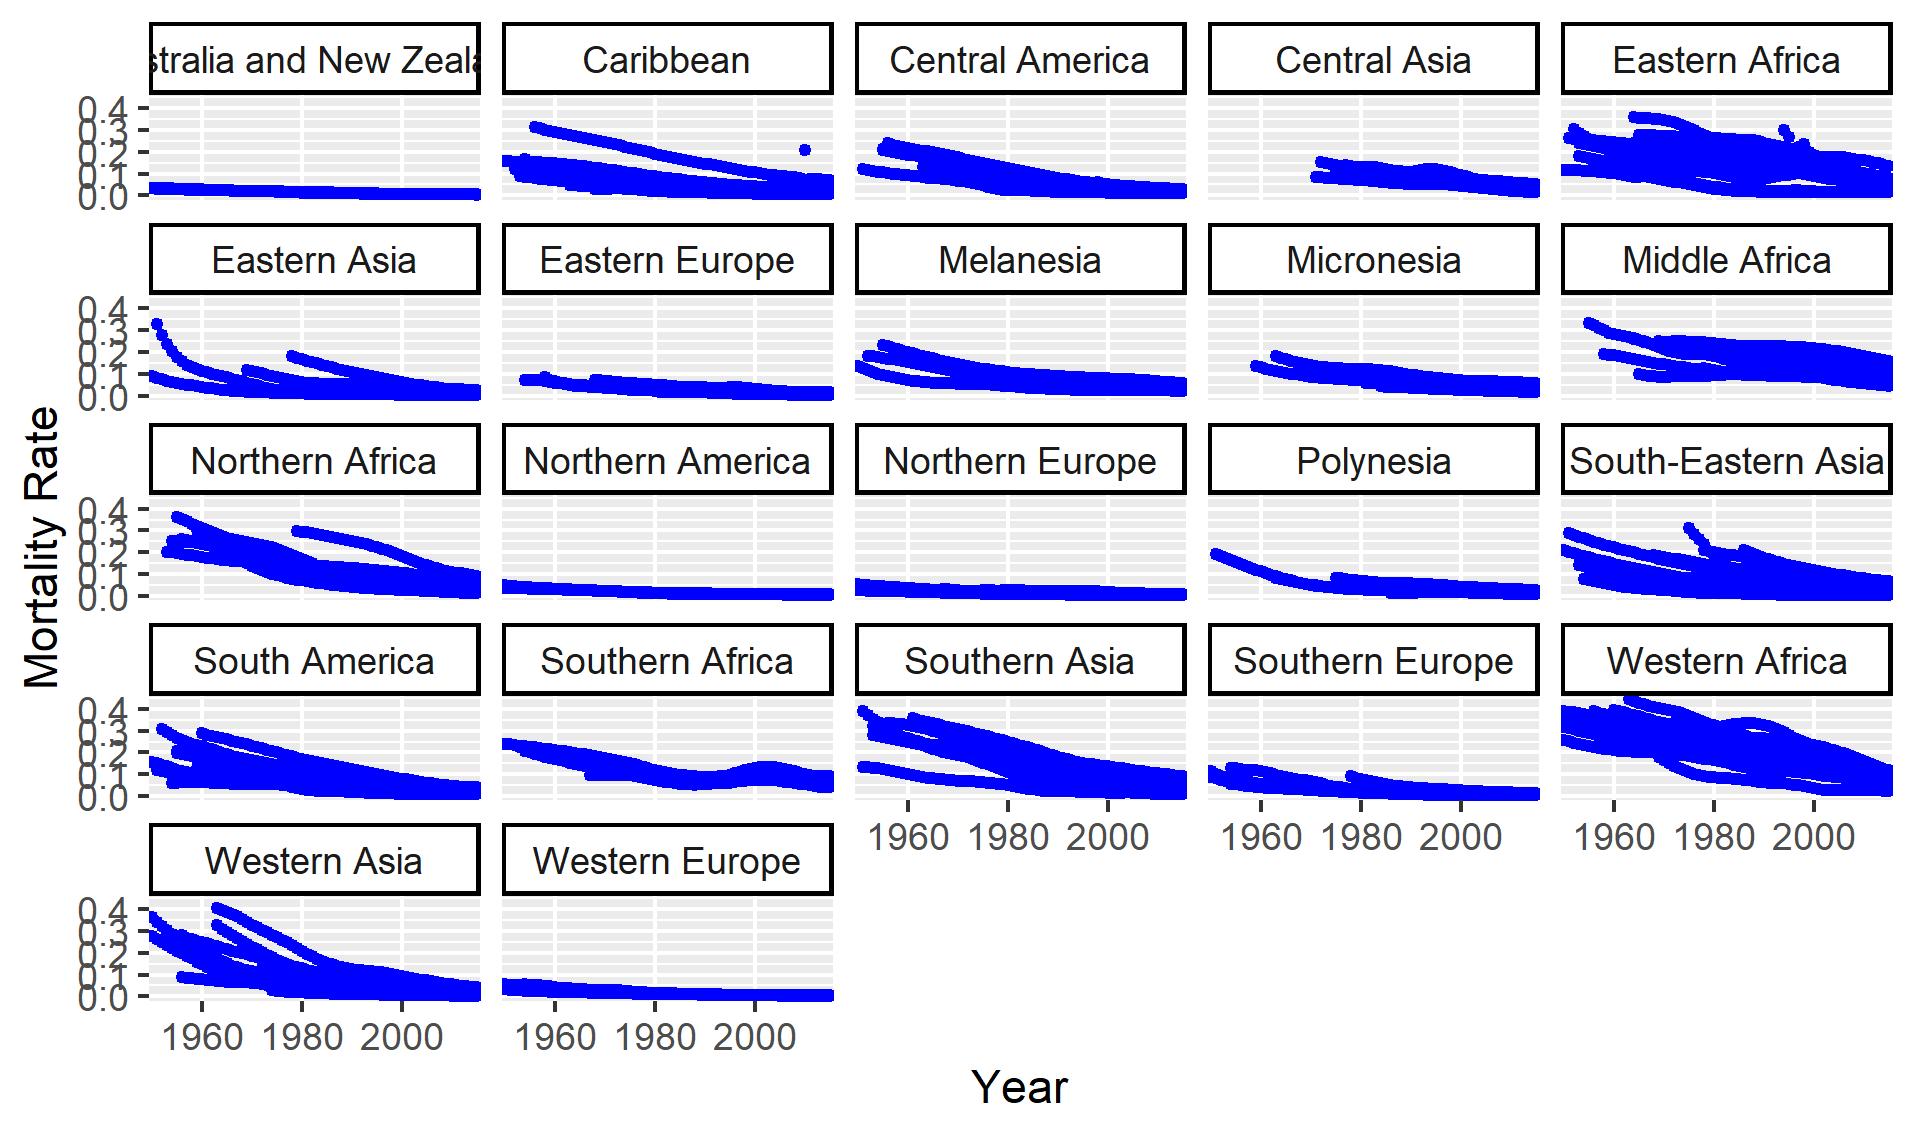 stralia and New Zeala
Caribbean
Central America
Central Asia
Eastern Africa
0.4
0.3
0.2
0.1
0.0
Eastern Asia
Eastern Europe
Melanesia
Micronesia
Middle Africa
0.4
0.3
0.2
0.1
0.0
Northern Africa
Northern America
Northern Europe
Polynesia
South-Eastern Asia
0.4
0.3
0.2
0.1
0.0
South America
Southern Africa
Southern Asia
Southern Europe
Western Africa
0.4
0.3
0.2
0.1
0.0
1960 1980 2000
1960 1980 2000
1960 1980 2000
Western Asia
Western Europe
0.4
0.3
0.2
0.1
0.0
1960 1980 2000
1960 1980 2000
Mortality Rate
Year